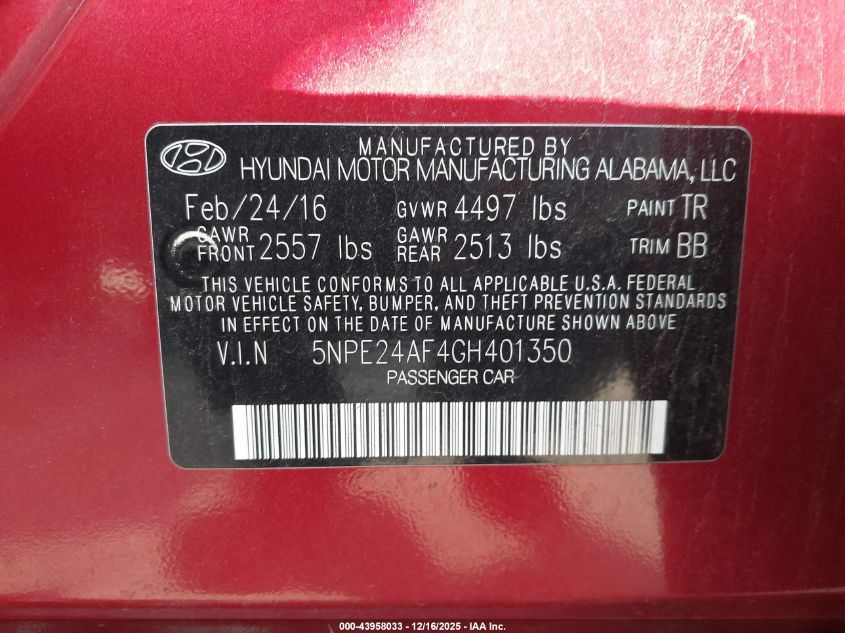 MANUFACTURED BY
HYUNDAI MOTOR MANUFACTURING ALABAMA, LLC
Feb/24/16 GVWR 4497 lbs PAINT TR
GAWR FRONT 2557 lbs GAWR REAR 2513 lbs TRIM BB
THIS VEHICLE CONFORMS TO ALL APPLICABLE U.S.A. FEDERAL
MOTOR VEHICLE SAFETY, BUMPER, AND THEFT PREVENTION STANDARDS
IN EFFECT ON THE DATE OF MANUFACTURE SHOWN ABOVE.
V.I.N 5NPE24AF4GH401350
PASSENGER CAR
000-43958033 - 12/16/2025 - IAA Inc.